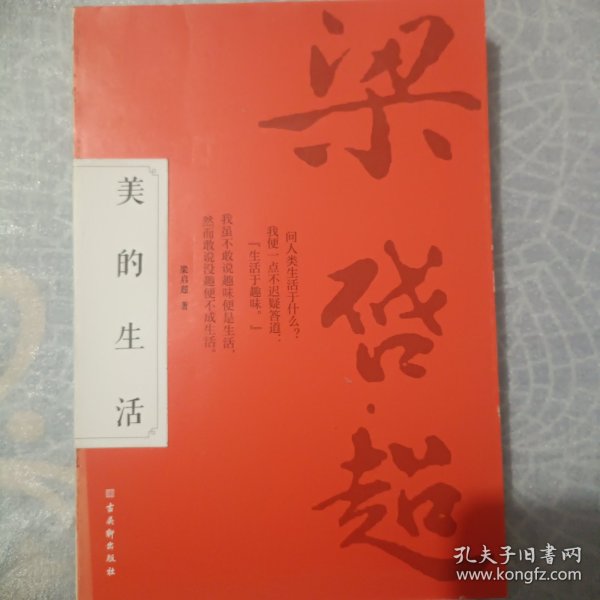 梁啓超
问人类生活于什么？
我便一点不迟疑答道：
『生活于趣味。』
我虽不敢说趣味便是生活，
然而敢说没趣便不成生活。
梁启超 著
美的生活
古吴轩出版社
孔夫子旧书网
www.kongfz.com